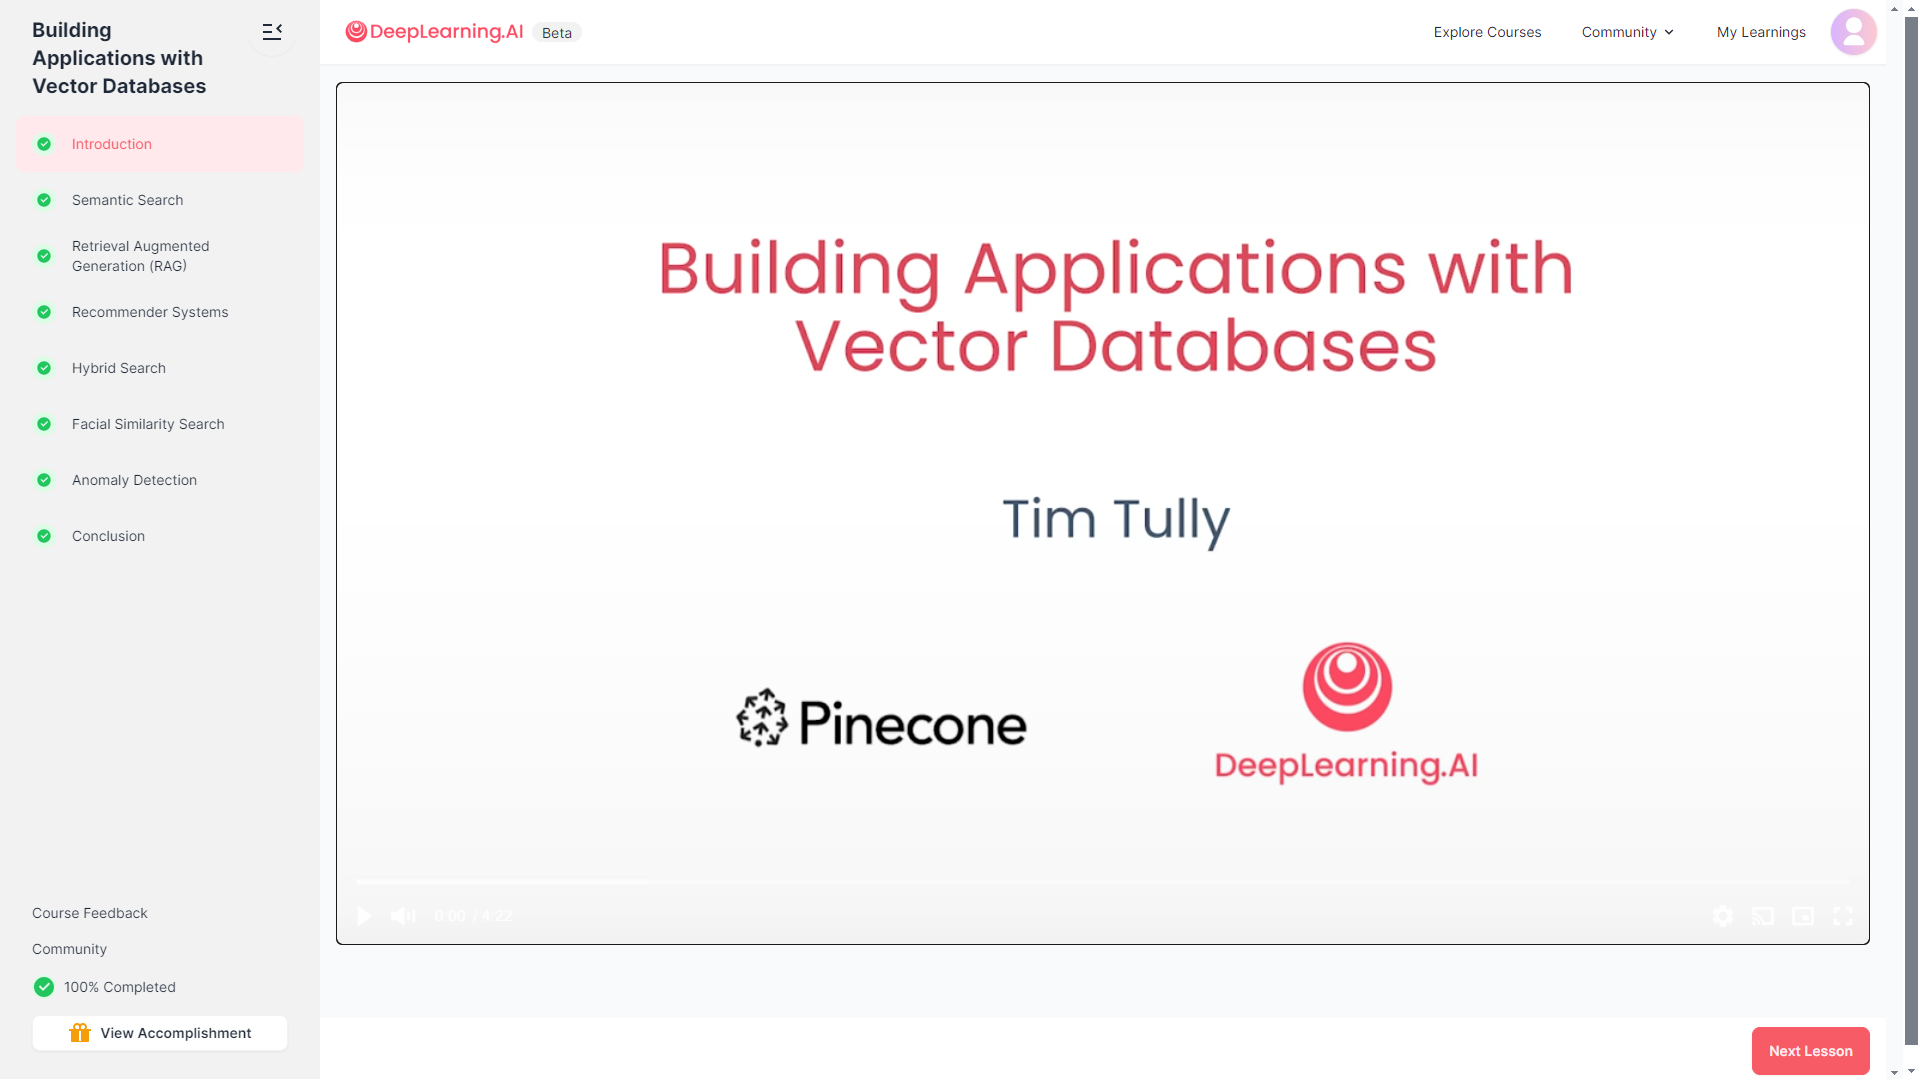 Building
Applications with
Vector Databases
Introduction
Semantic Search
Retrieval Augmented
Generation (RAG)
Recommender Systems
Hybrid Search
Facial Similarity Search
Anomaly Detection
Conclusion
Course Feedback
Community
100% Completed
View Accomplishment
DeepLearning.AI Beta
Explore Courses Community My Learnings
Building Applications with
Vector Databases
Tim Tully
Pinecone
DeepLearning.AI
0:00 / 4:22
Next Lesson